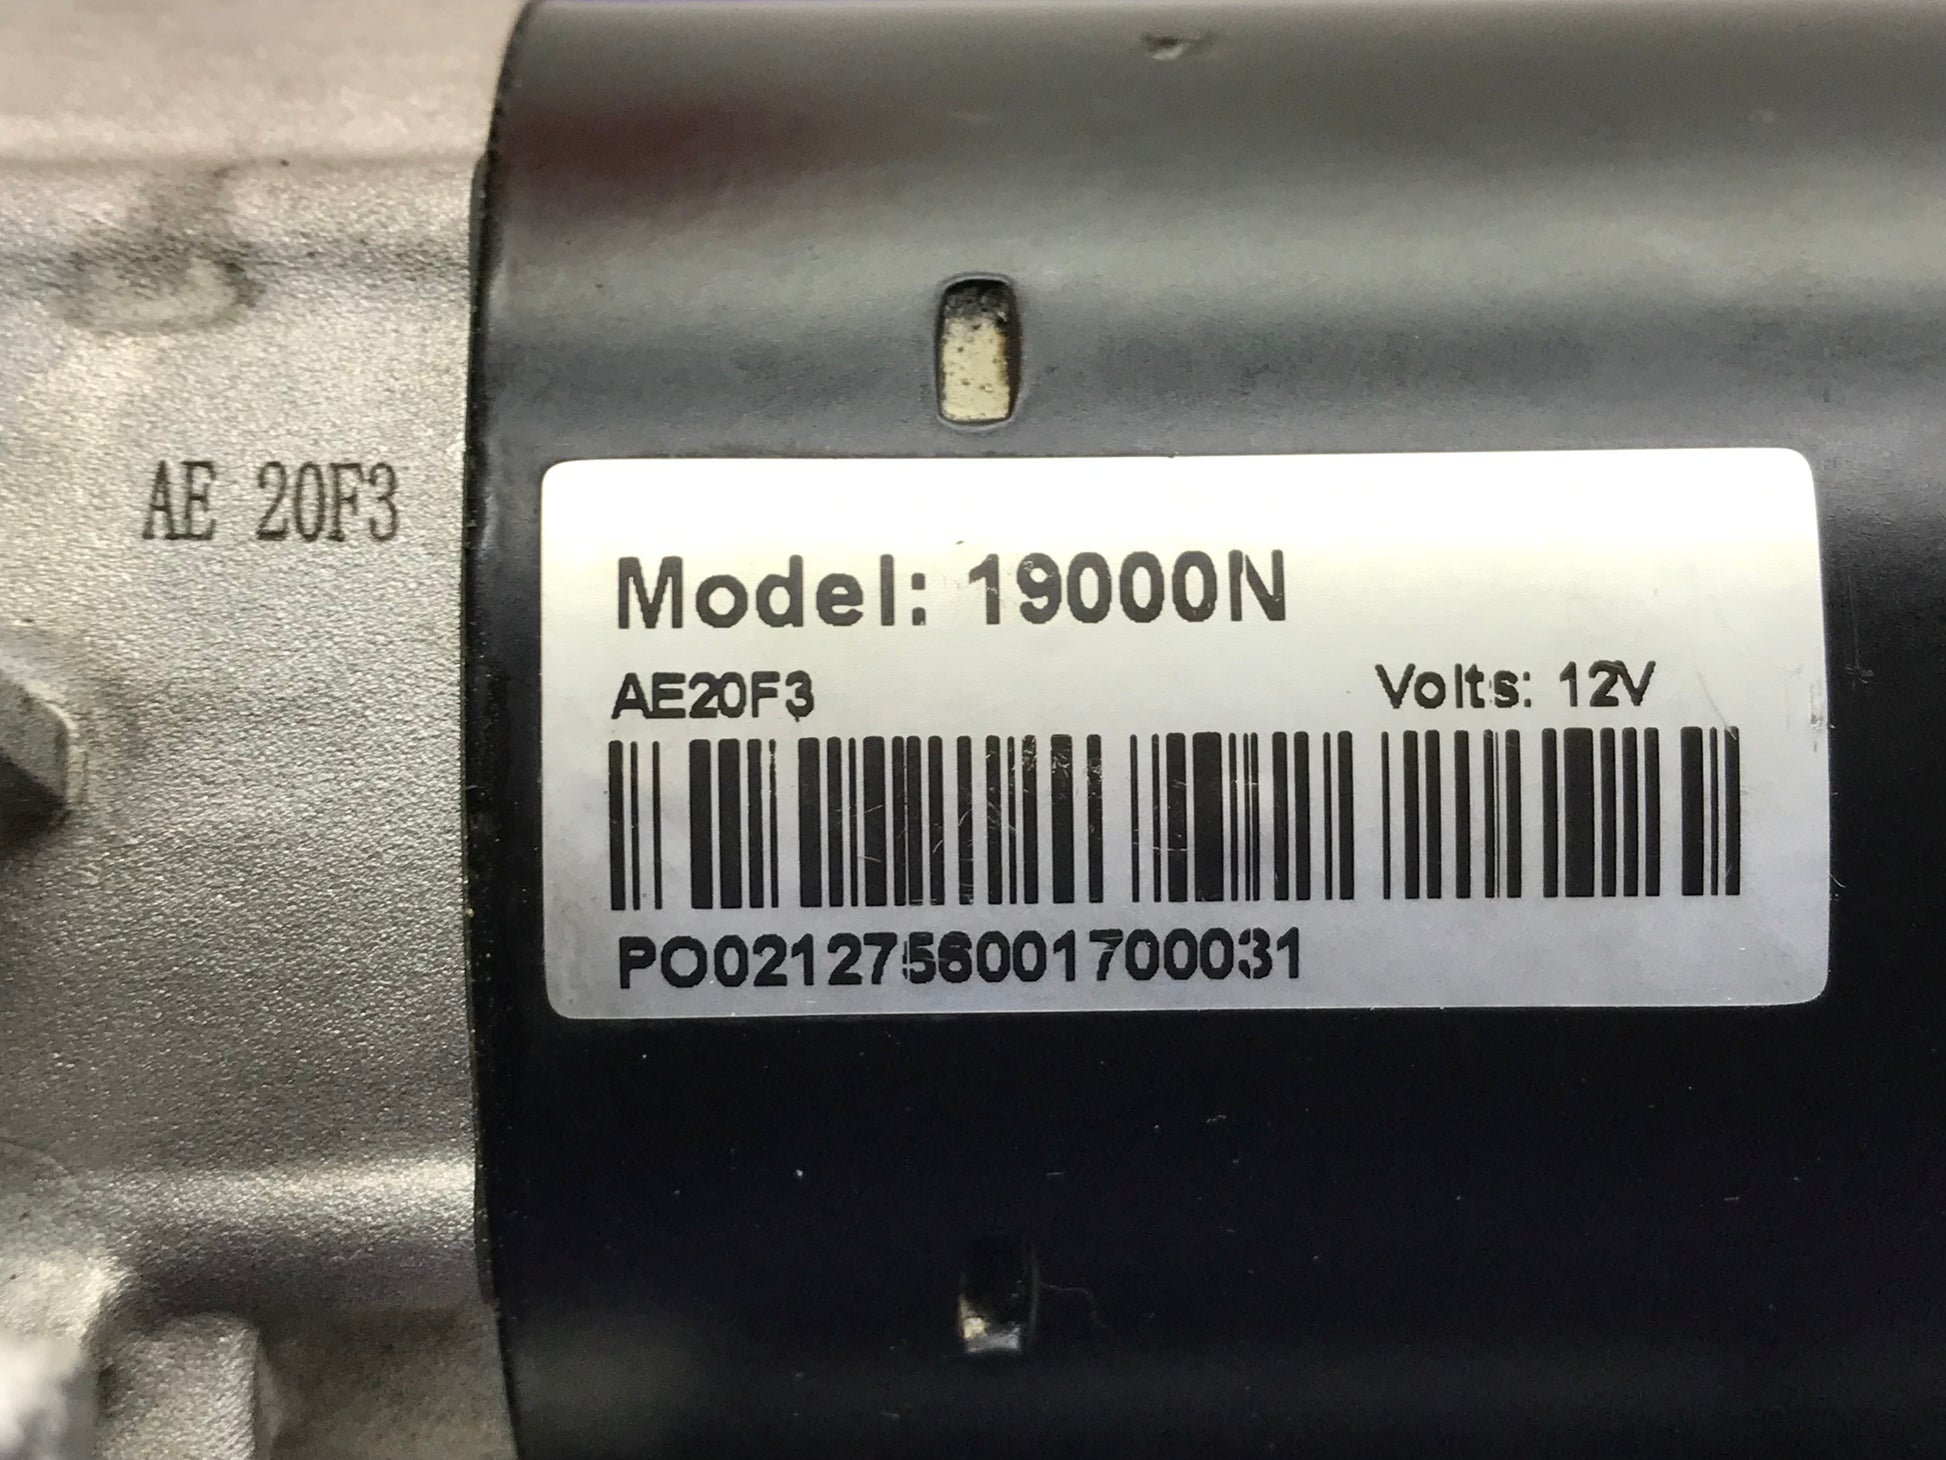 AE 20F3
Model: 19000N
AE20F3 Volts: 12V
PO0212756001700031